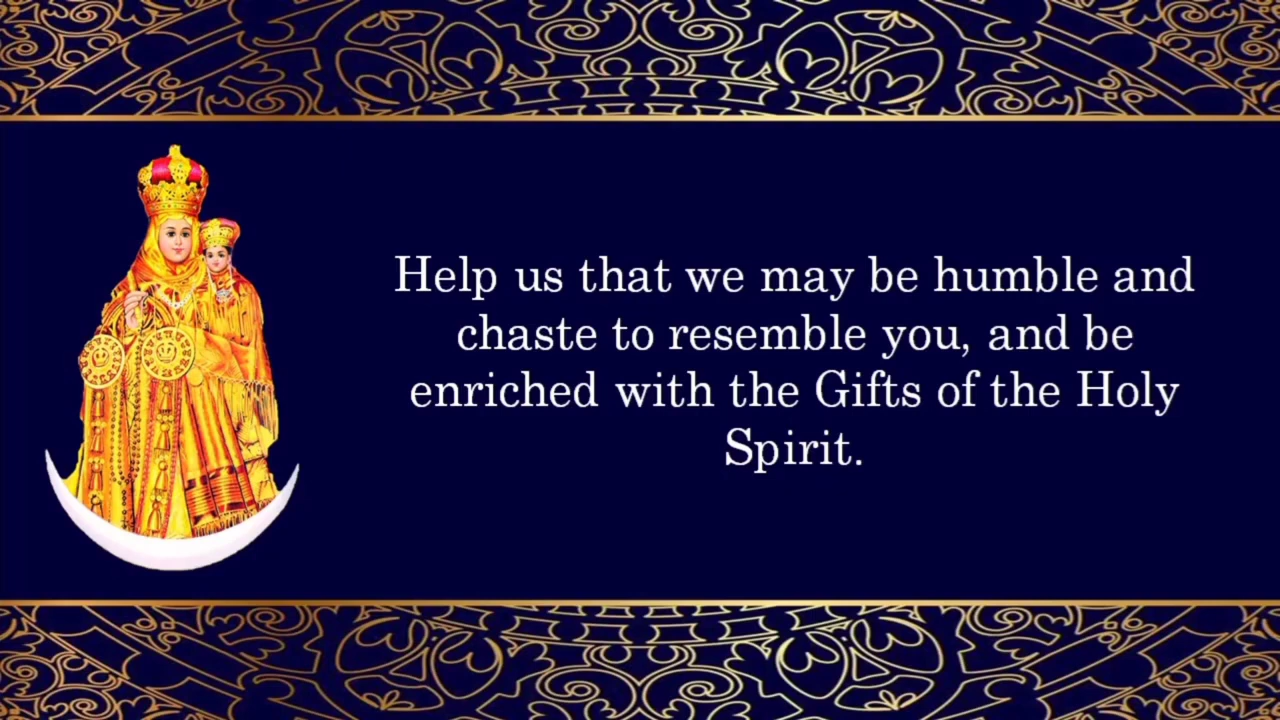 Help us that we may be humble and
chaste to resemble you, and be
enriched with the Gifts of the Holy
Spirit.